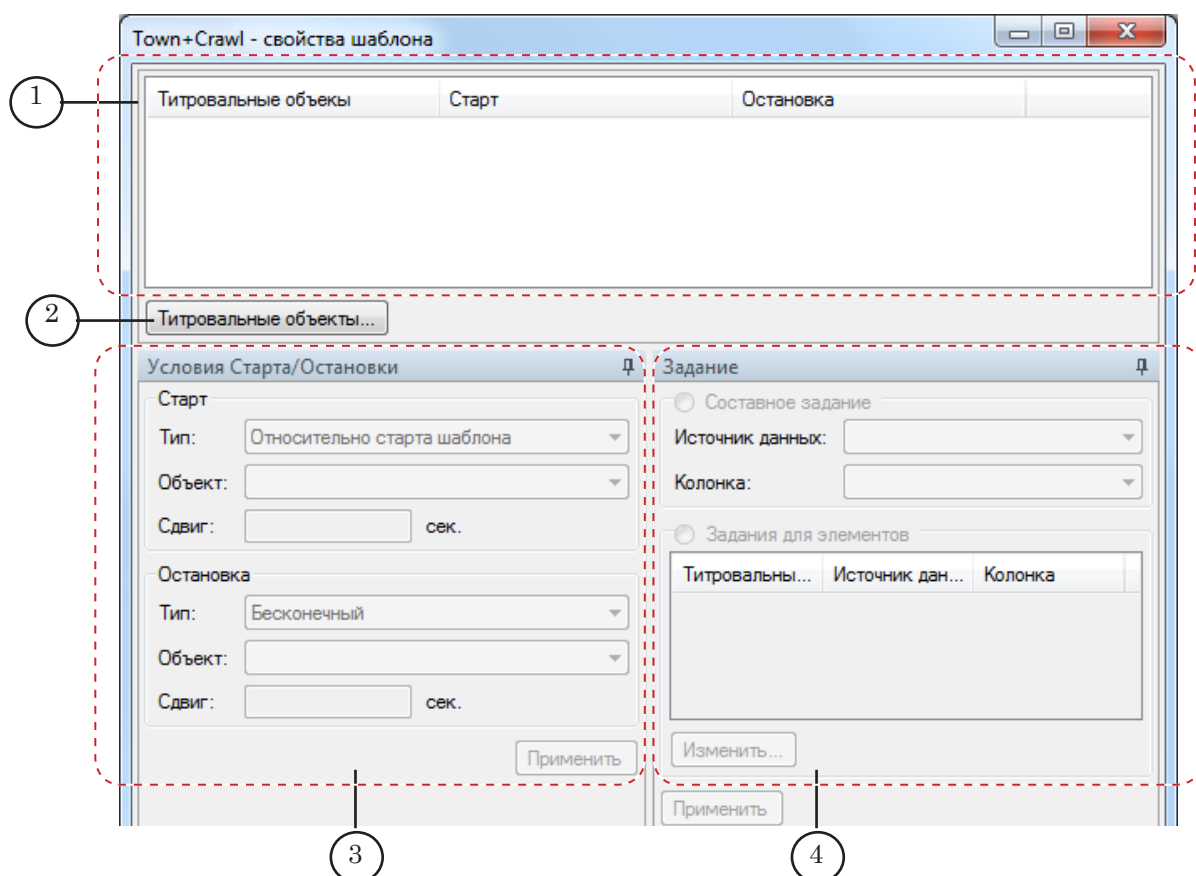 Town+Crawl - свойства шаблона
1
Титровальные объекы Старт Остановка
2
Титровальные объекты...
Условия Старта/Остановки
Старт
Тип: Относительно старта шаблона
Объект:
Сдвиг: сек.
Остановка
Тип: Бесконечный
Объект:
Сдвиг: сек.
Применить
3
Задание
Составное задание
Источник данных:
Колонка:
Задания для элементов
Титровальны... Источник дан... Колонка
Изменить...
Применить
4